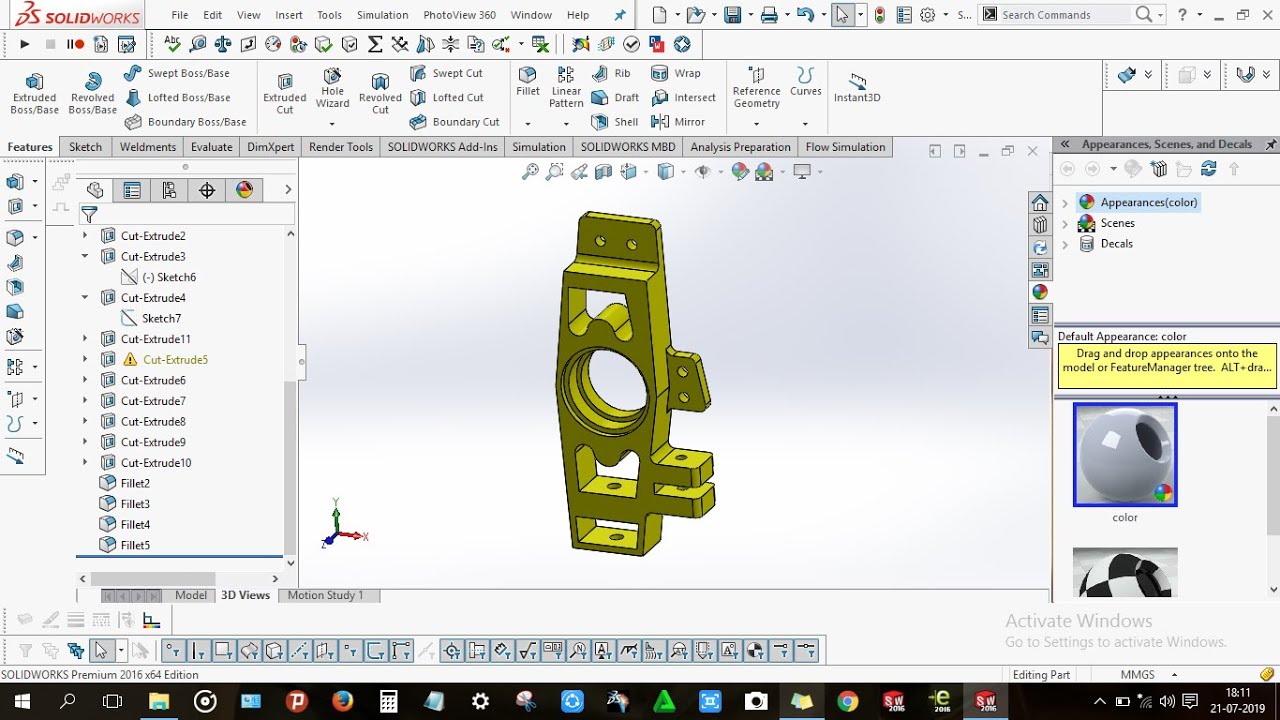 SOLIDWORKS File Edit View Insert Tools Simulation PhotoView 360 Window Help S... Search Commands ?
Abc
Extruded Boss/Base
Revolved Boss/Base
Swept Boss/Base
Lofted Boss/Base
Boundary Boss/Base
Extruded Cut
Hole Wizard
Revolved Cut
Swept Cut
Lofted Cut
Boundary Cut
Fillet
Linear Pattern
Rib
Draft
Shell
Wrap
Intersect
Mirror
Reference Geometry
Curves
Instant3D
Features Sketch Weldments Evaluate DimXpert Render Tools SOLIDWORKS Add-Ins Simulation SOLIDWORKS MBD Analysis Preparation Flow Simulation
Cut-Extrude2
Cut-Extrude3
(-) Sketch6
Cut-Extrude4
Sketch7
Cut-Extrude11
Cut-Extrude5
Cut-Extrude6
Cut-Extrude7
Cut-Extrude8
Cut-Extrude9
Cut-Extrude10
Fillet2
Fillet3
Fillet4
Fillet5
Y
X
Z
Appearances, Scenes, and Decals
Appearances(color)
Scenes
Decals
Default Appearance: color
Drag and drop appearances onto the
model or FeatureManager tree. ALT+dra...
color
Model 3D Views Motion Study 1
Activate Windows
Go to Settings to activate Windows.
SOLIDWORKS Premium 2016 x64 Edition Editing Part MMGS
SW 2016
e 2016
SW 2016
18:11
21-07-2019